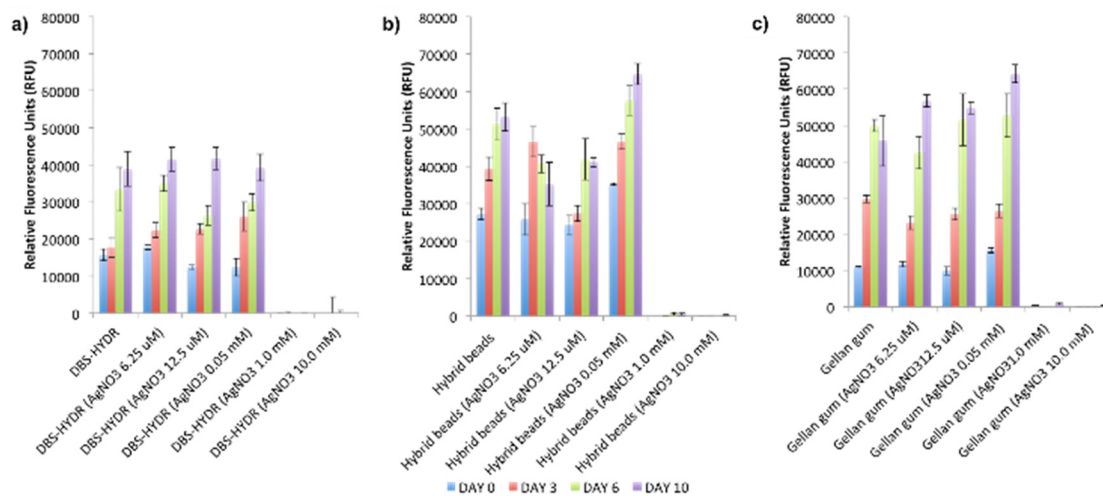 a)
Relative Fluorescence Units (RFU)
80000
70000
60000
50000
40000
30000
20000
10000
0
DBS-HYDR
DBS-HYDR (AgNO3 6.25 uM)
DBS-HYDR (AgNO3 12.5 uM)
DBS-HYDR (AgNO3 0.05 mM)
DBS-HYDR (AgNO3 1.0 mM)
DBS-HYDR (AgNO3 10.0 mM)
b)
Relative Fluorescence Units (RFU)
80000
70000
60000
50000
40000
30000
20000
10000
0
Hybrid beads
Hybrid beads (AgNO3 6.25 uM)
Hybrid beads (AgNO3 12.5 uM)
Hybrid beads (AgNO3 0.05 mM)
Hybrid beads (AgNO3 1.0 mM)
Hybrid beads (AgNO3 10.0 mM)
c)
Relative Fluorescence Units (RFU)
80000
70000
60000
50000
40000
30000
20000
10000
0
Gellan gum
Gellan gum (AgNO3 6.25 uM)
Gellan gum (AgNO312.5 uM)
Gellan gum (AgNO3 0.05 mM)
Gellan gum (AgNO31.0 mM)
Gellan gum (AgNO3 10.0 mM)
DAY 0 DAY 3 DAY 6 DAY 10